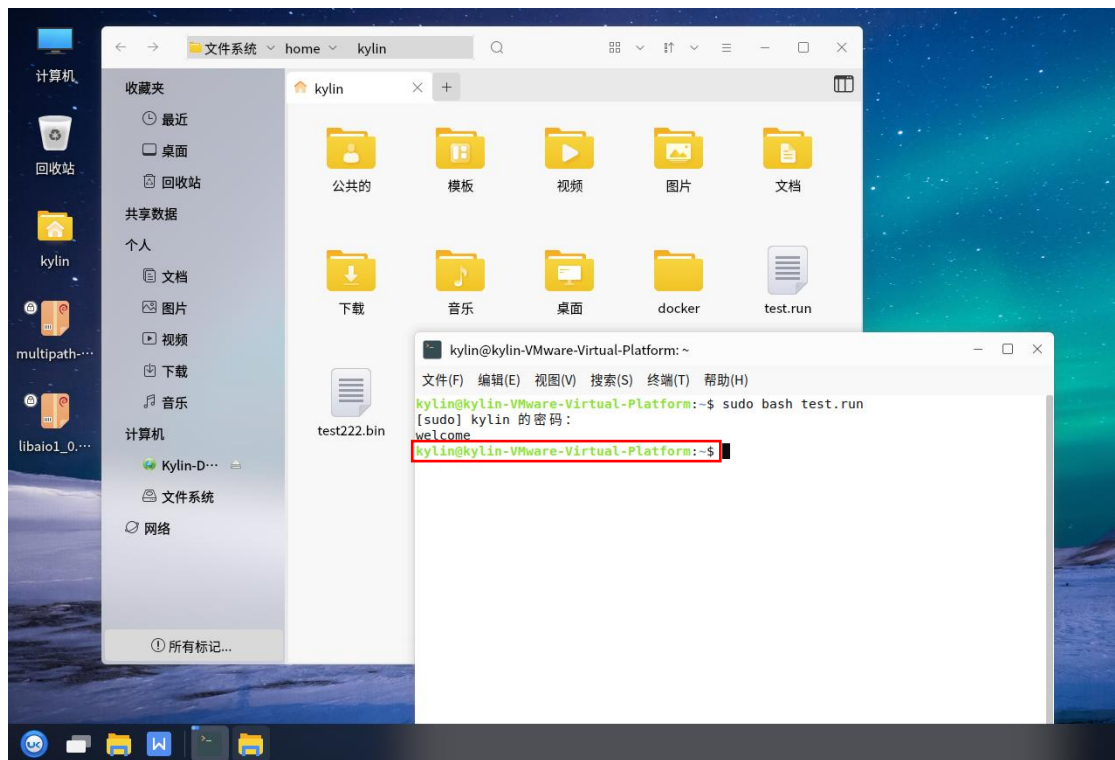 计算机
回收站
kylin
multipath-···
libaio1_0.···
文件系统 home kylin
收藏夹
最近
桌面
回收站
共享数据
个人
文档
图片
视频
下载
音乐
计算机
Kylin-D···
文件系统
网络
所有标记...
kylin
公共的 模板 视频 图片 文档
下载 音乐 桌面 docker test.run
test222.bin
kylin@kylin-VMware-Virtual-Platform: ~
文件(F) 编辑(E) 视图(V) 搜索(S) 终端(T) 帮助(H)
kylin@kylin-VMware-Virtual-Platform:~$ sudo bash test.run
[sudo] kylin 的密码：
welcome
kylin@kylin-VMware-Virtual-Platform:~$